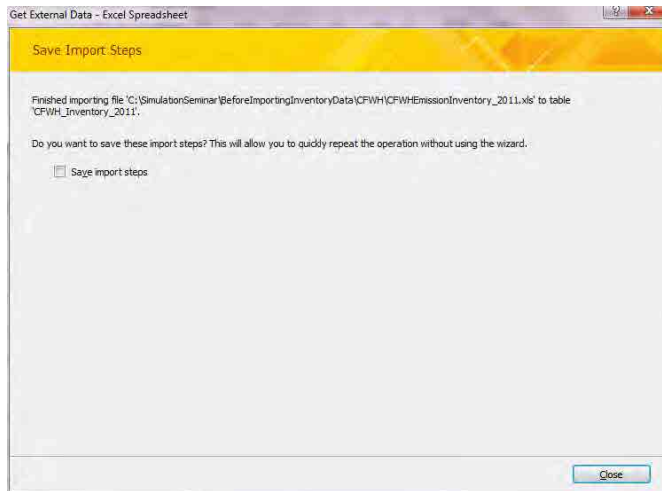 Get External Data - Excel Spreadsheet
Save Import Steps
Finished importing file 'C:\SimulationSeminar\BeforeImportingInventoryData\CFWH\CFWHEmissionInventory_2011.xls' to table
'CFWH_Inventory_2011'.
Do you want to save these import steps? This will allow you to quickly repeat the operation without using the wizard.
Save import steps
Close